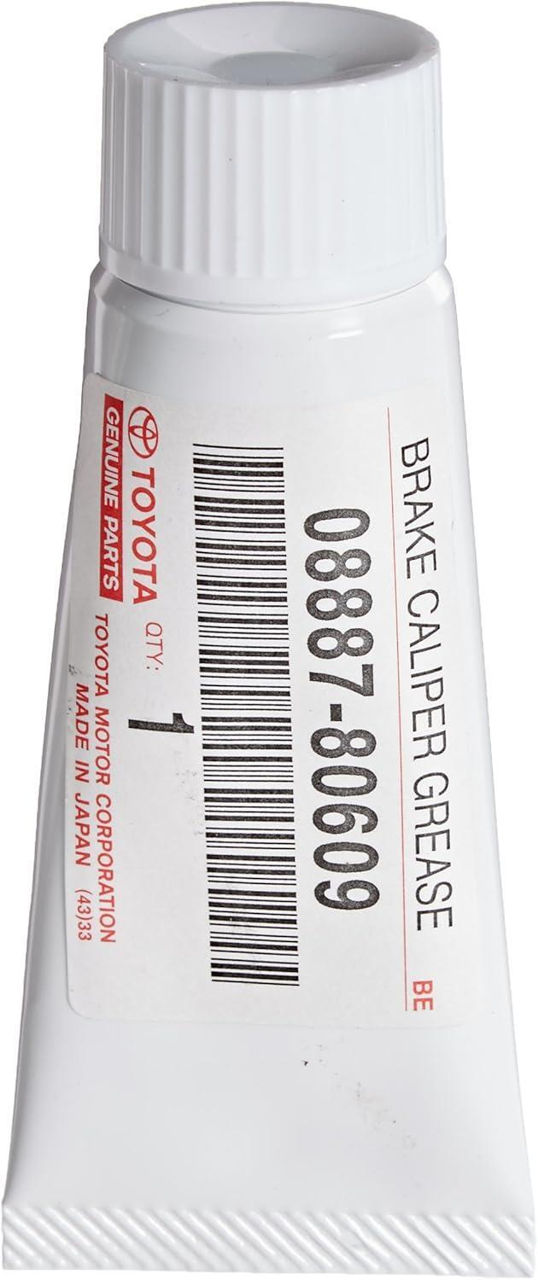 BRAKE CALIPER GREASE
BE
08887-80609
TOYOTA
GENUINE PARTS
QTY:
1
TOYOTA MOTOR CORPORATION
MADE IN JAPAN (43)33